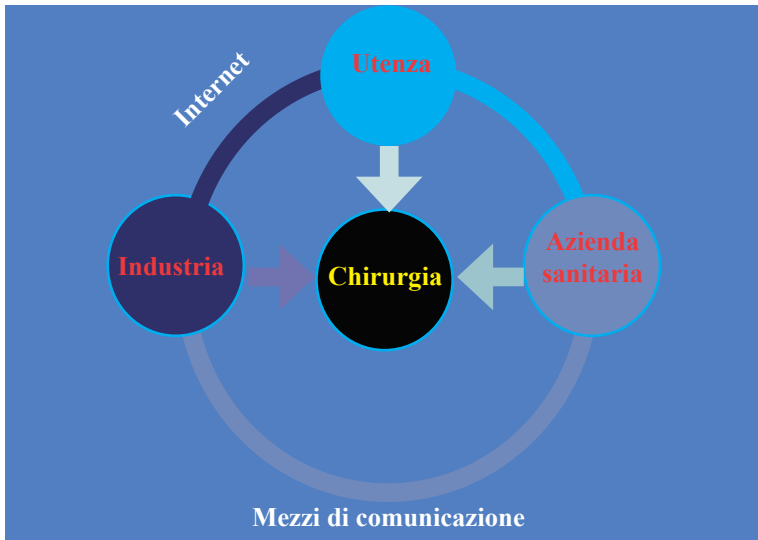 Utenza
Internet
Industria
Chirurgia
Azienda
sanitaria
Mezzi di comunicazione